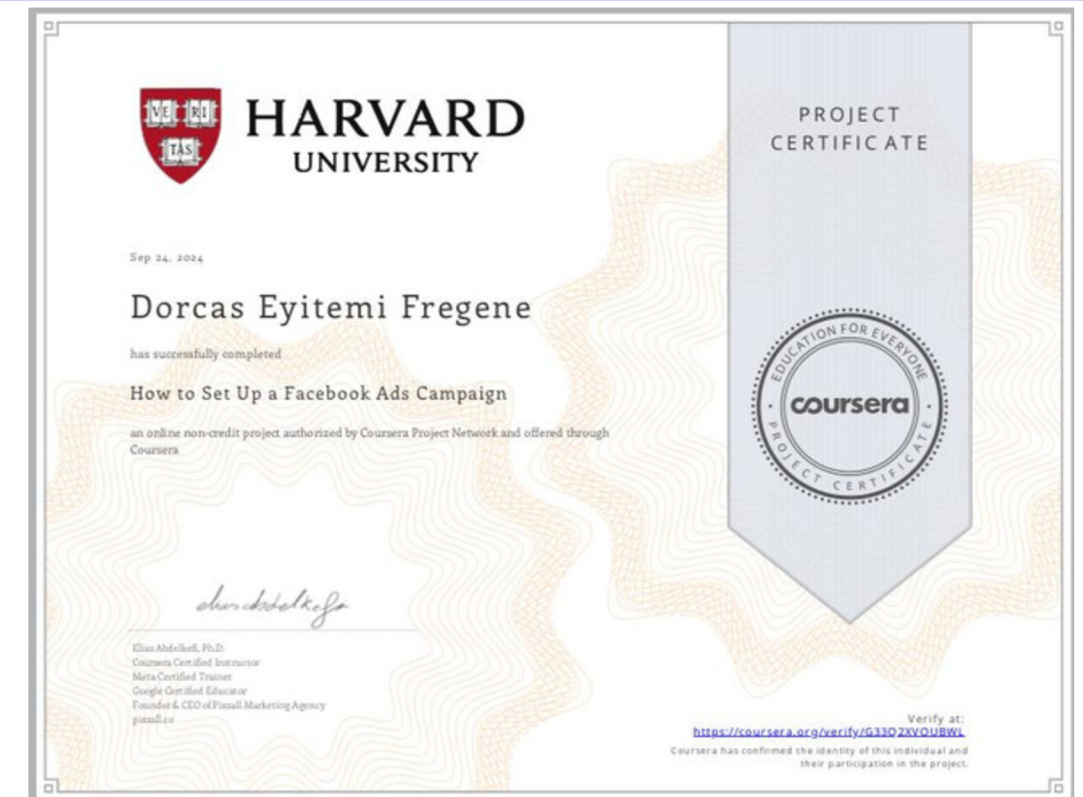 VE RI
TAS
HARVARD
UNIVERSITY
PROJECT
CERTIFICATE
Sep 24, 2024
Dorcas Eyitemi Fregene
has successfully completed
How to Set Up a Facebook Ads Campaign
an online non-credit project authorized by Coursera Project Network and offered through
Coursera
EDUCATION FOR EVERYONE
coursera
PROJECT CERTIFICATE
Elias Abdelkefi, Ph.D.
Coursera Certified Instructor
Meta Certified Trainer
Google Certified Educator
Founder & CEO of Pixsall Marketing Agency
pixsall.co
Verify at:
https://coursera.org/verify/G33O2XVOUBWL
Coursera has confirmed the identity of this individual and
their participation in the project.